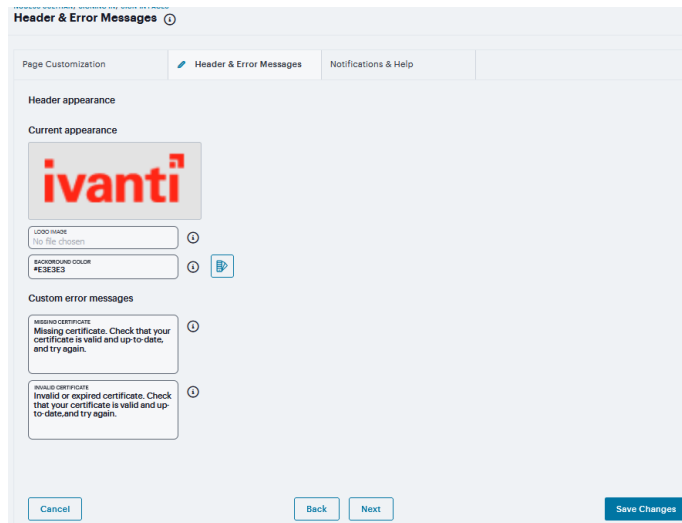 Header & Error Messages
Page Customization
Header & Error Messages
Notifications & Help
Header appearance
Current appearance
ivanti
LOGO IMAGE
No file chosen
BACKGROUND COLOR
#E3E3E3
Custom error messages
MISSING CERTIFICATE
Missing certificate. Check that your
certificate is valid and up-to-date,
and try again.
INVALID CERTIFICATE
Invalid or expired certificate. Check
that your certificate is valid and up-
to-date,and try again.
Cancel
Back
Next
Save Changes